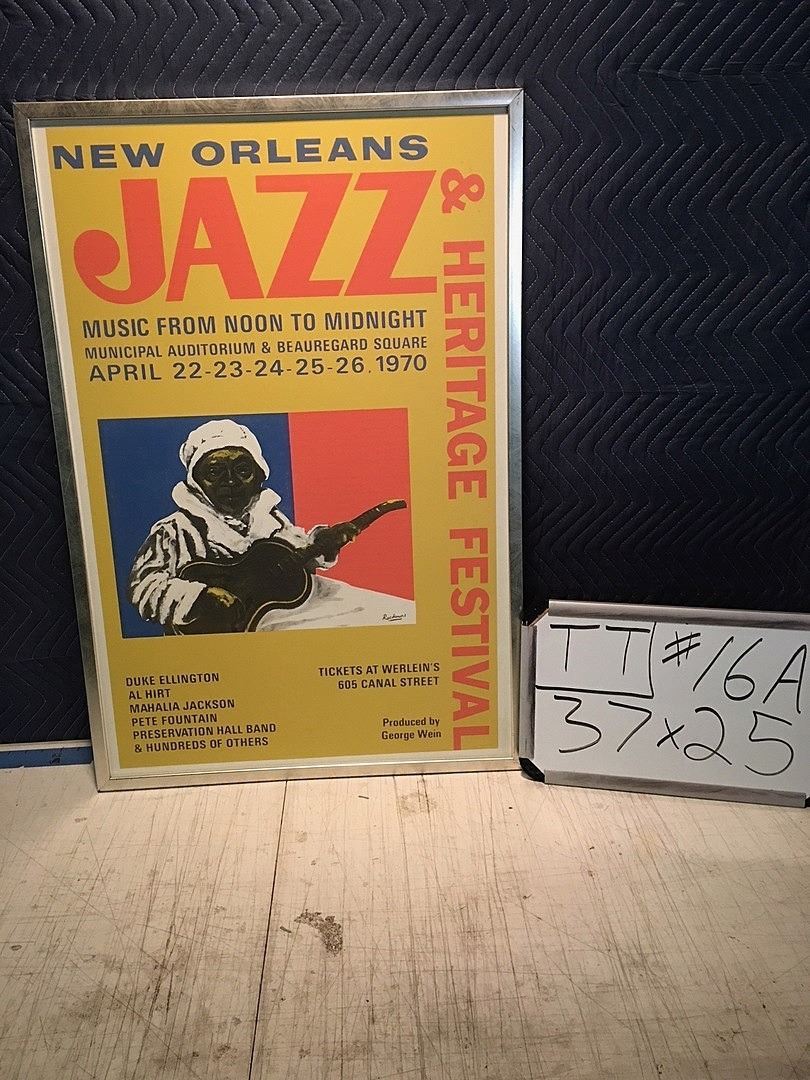 NEW ORLEANS
JAZZ
& HERITAGE FESTIVAL
MUSIC FROM NOON TO MIDNIGHT
MUNICIPAL AUDITORIUM & BEAUREGARD SQUARE
APRIL 22-23-24-25-26. 1970
DUKE ELLINGTON
AL HIRT
MAHALIA JACKSON
PETE FOUNTAIN
PRESERVATION HALL BAND
& HUNDREDS OF OTHERS
TICKETS AT WERLEIN'S
605 CANAL STREET
Produced by
George Wein
TT #16A
37x25